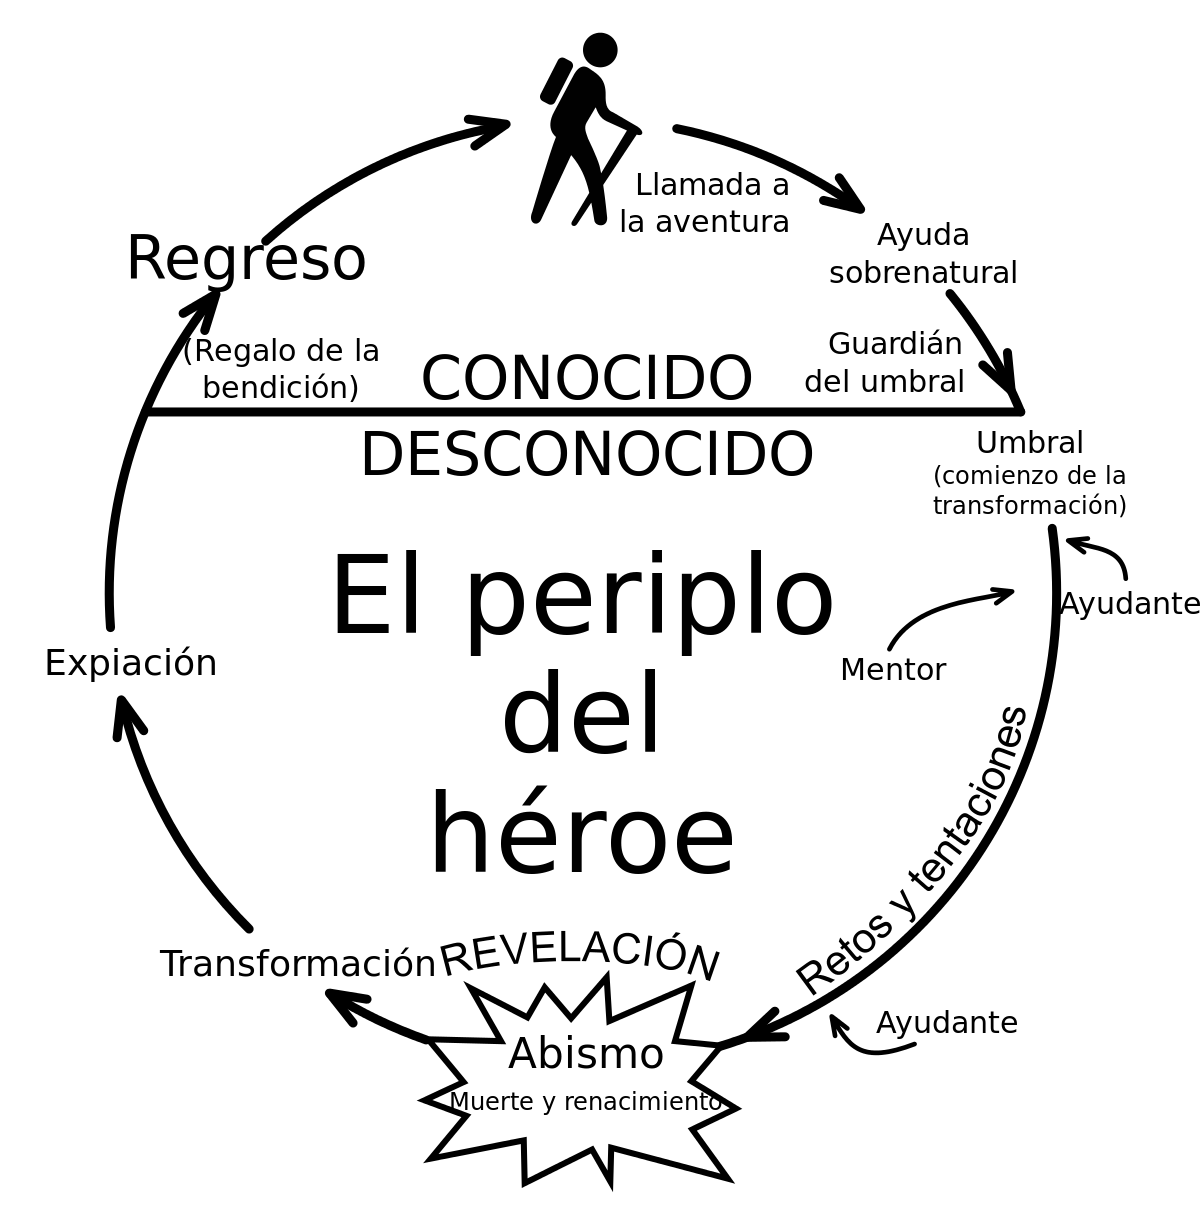 Llamada a
la aventura
Ayuda
sobrenatural
Regreso
(Regalo de la
bendición)
CONOCIDO
Guardián
del umbral
DESCONOCIDO
Umbral
(comienzo de la
transformación)
El periplo
del
héroe
Ayudante
Mentor
Expiación
Retos y tentaciones
Transformación
REVELACIÓN
Ayudante
Abismo
Muerte y renacimiento